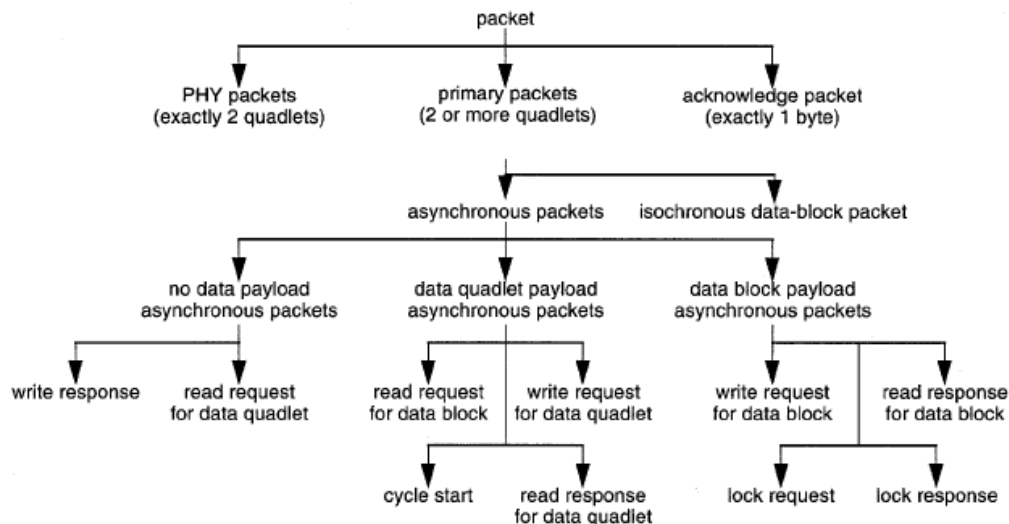 packet
PHY packets
(exactly 2 quadlets)
primary packets
(2 or more quadlets)
acknowledge packet
(exactly 1 byte)
asynchronous packets
isochronous data-block packet
no data payload
asynchronous packets
data quadlet payload
asynchronous packets
data block payload
asynchronous packets
write response
read request
for data quadlet
read request
for data block
write request
for data quadlet
write request
for data block
read response
for data block
cycle start
read response
for data quadlet
lock request
lock response